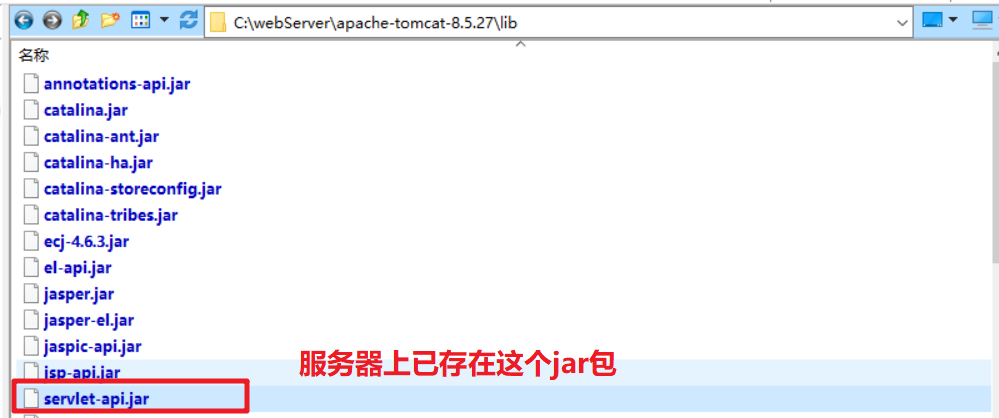 C:\webServer\apache-tomcat-8.5.27\lib
名称
annotations-api.jar
catalina.jar
catalina-ant.jar
catalina-ha.jar
catalina-storeconfig.jar
catalina-tribes.jar
ecj-4.6.3.jar
el-api.jar
jasper.jar
jasper-el.jar
jaspic-api.jar
jsp-api.jar
服务器上已存在这个jar包
servlet-api.jar